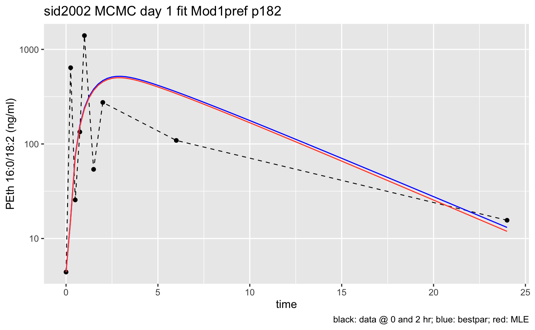 sid2002 MCMC day 1 fit Mod1pref p182
PEth 16:0/18:2 (ng/ml)
1000
100
10
0
5
10
15
20
25
time
black: data @ 0 and 2 hr; blue: bestpar; red: MLE